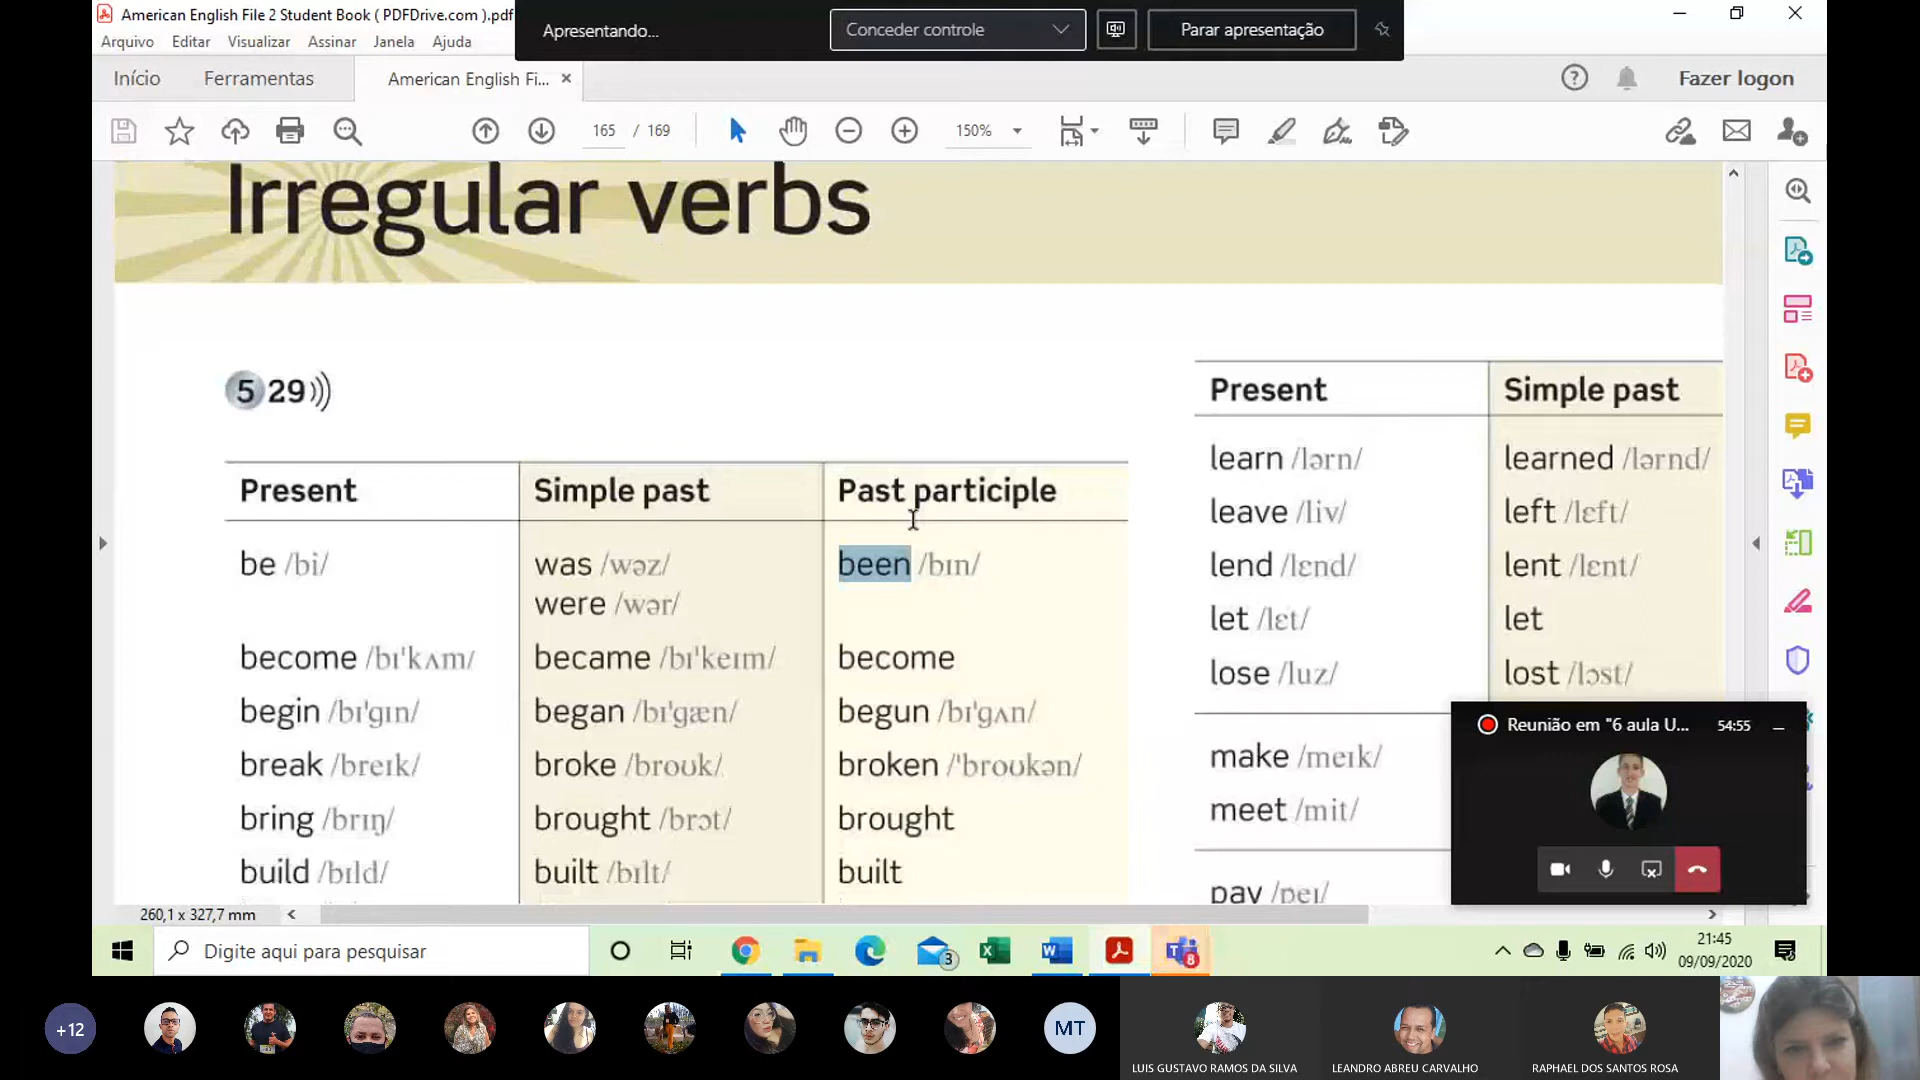 American English File 2 Student Book ( PDFDrive.com ).pdf
Apresentando...
Conceder controle
Parar apresentação
Arquivo Editar Visualizar Assinar Janela Ajuda
Início Ferramentas American English Fi...
Fazer logon
165 / 169 150%
Irregular verbs
5 29
Present Simple past Past participle
be /bi/ was /wəz/ been /bɪn/
were /wər/
become /bɪˈkʌm/ became /bɪˈkeɪm/ become
begin /bɪˈgɪn/ began /bɪˈgæn/ begun /bɪˈgʌn/
break /breɪk/ broke /broʊk/ broken /ˈbroʊkən/
bring /brɪŋ/ brought /brɔt/ brought
build /bɪld/ built /bɪlt/ built
Present Simple past
learn /lərn/ learned /lərnd/
leave /liv/ left /lɛft/
lend /lɛnd/ lent /lɛnt/
let /lɛt/ let
lose /luz/ lost /lɔst/
make /meɪk/
meet /mit/
pay /peɪ/
Reunião em "6 aula U... 54:55
260,1 x 327,7 mm
Digite aqui para pesquisar
3
8
21:45
09/09/2020
+12
MT
LUIS GUSTAVO RAMOS DA SILVA
LEANDRO ABREU CARVALHO
RAPHAEL DOS SANTOS ROSA